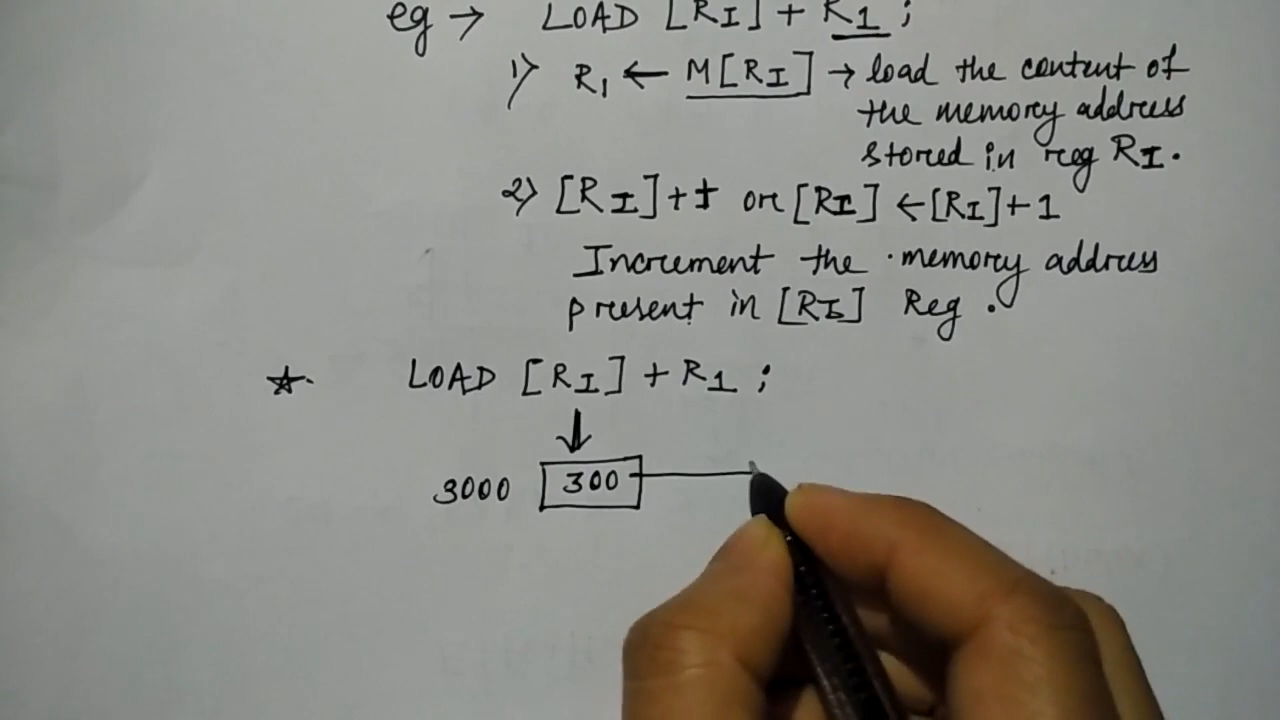 eg → LOAD [RI] + R1 ;
1) R1 ← M[RI] → load the content of
the memory address
stored in reg RI.
2) [RI]++ or [RI] ← [RI]+1
Increment the memory address
present in [RI] Reg.
LOAD [RI] + R1 ;
3000 300